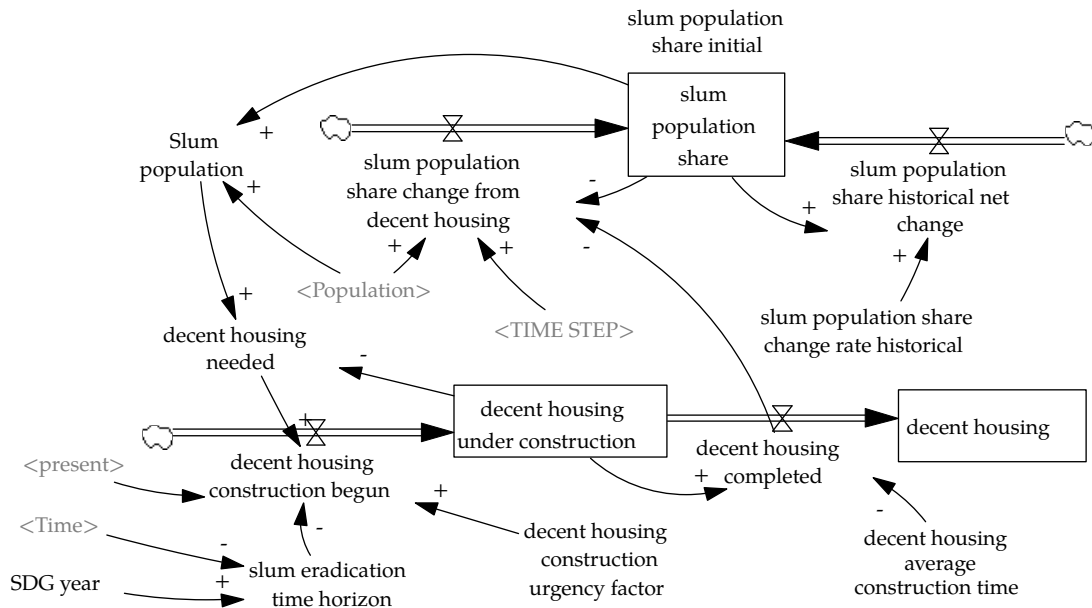 slum population
share initial
slum
population
share
+
Slum
population
+
slum population
share change from
decent housing
-
+
slum population
share historical net
change
-
+
+
+
<Population>
+
decent housing
needed
<TIME STEP>
slum population share
change rate historical
-
+
decent housing
under construction
decent housing
decent housing
construction begun
decent housing
completed
+
<present>
+
-
<Time>
-
-
decent housing
construction
urgency factor
decent housing
average
construction time
SDG year
+
slum eradication
time horizon